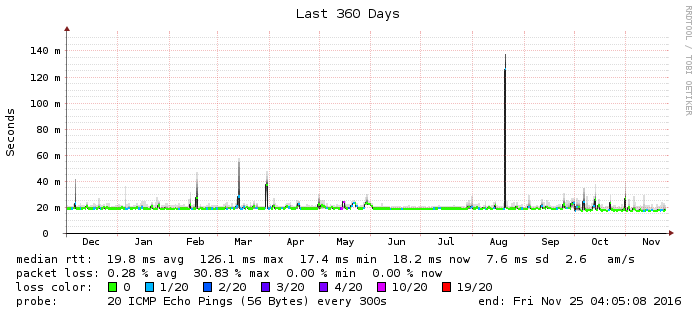 Last 360 Days
RRDTOOL / TOBI OETIKER
Seconds
140 m
120 m
100 m
80 m
60 m
40 m
20 m
0
Dec Jan Feb Mar Apr May Jun Jul Aug Sep Oct Nov
median rtt: 19.8 ms avg 126.1 ms max 17.4 ms min 18.2 ms now 7.6 ms sd 2.6 am/s
packet loss: 0.28 % avg 30.83 % max 0.00 % min 0.00 % now
loss color: 0 1/20 2/20 3/20 4/20 10/20 19/20
probe: 20 ICMP Echo Pings (56 Bytes) every 300s end: Fri Nov 25 04:05:08 2016